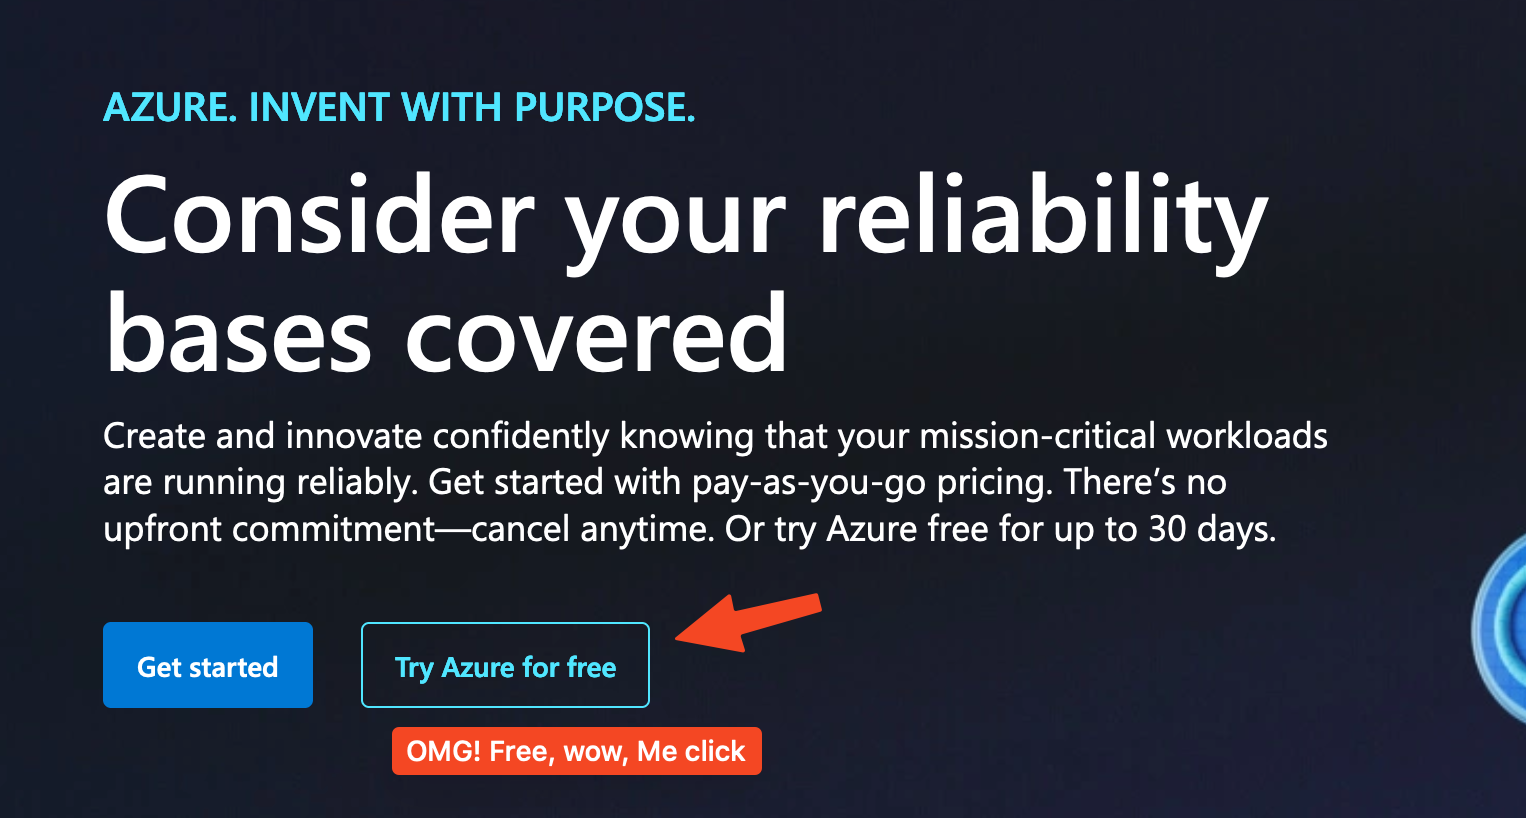 AZURE. INVENT WITH PURPOSE.
Consider your reliability
bases covered
Create and innovate confidently knowing that your mission-critical workloads
are running reliably. Get started with pay-as-you-go pricing. There’s no
upfront commitment—cancel anytime. Or try Azure free for up to 30 days.
Get started
Try Azure for free
OMG! Free, wow, Me click